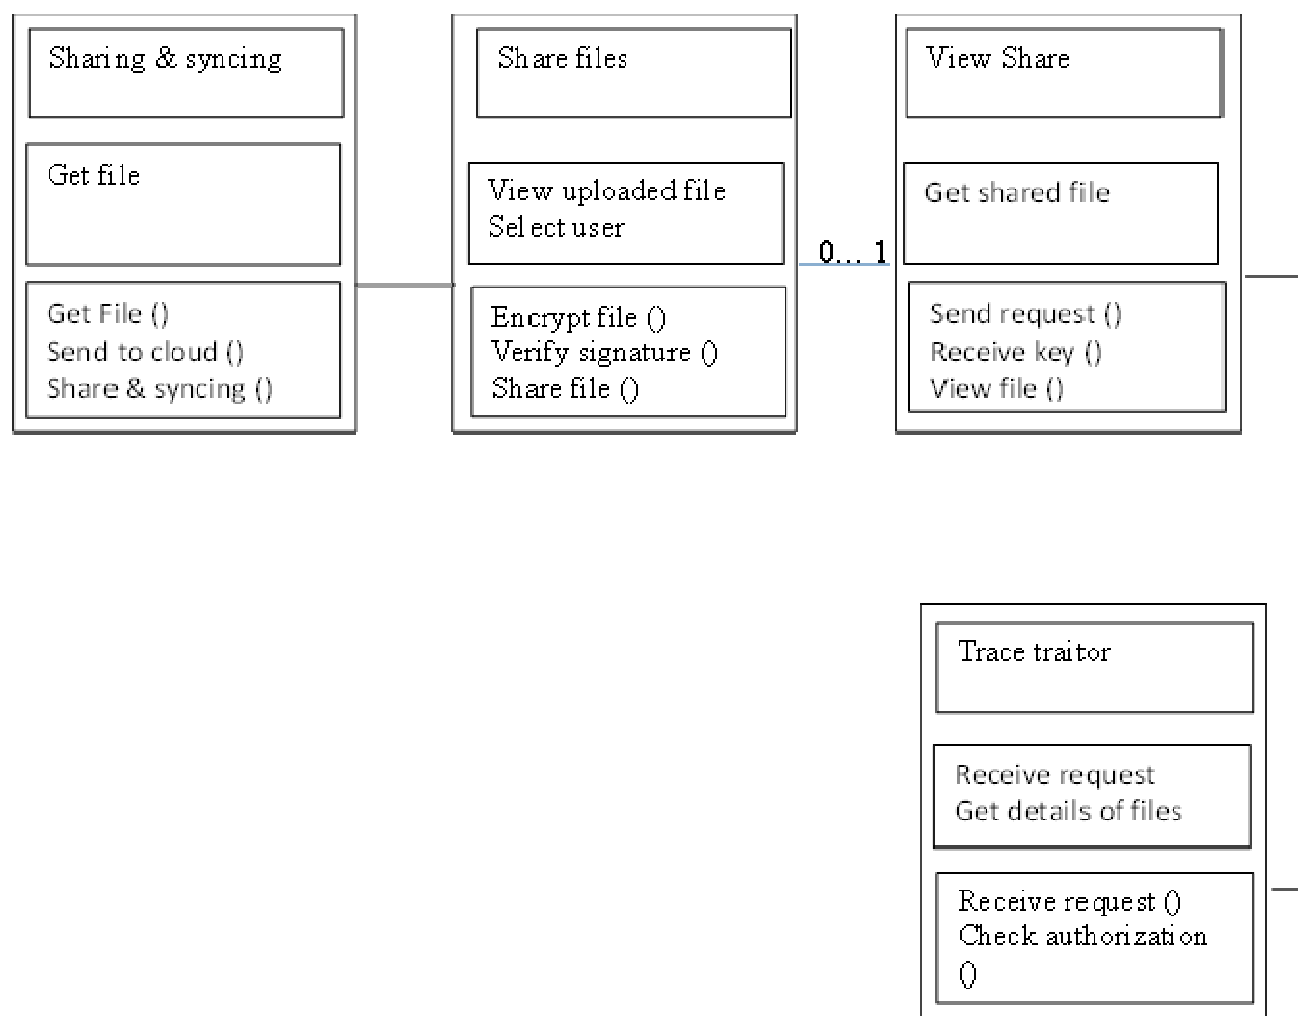 Sharing & syncing
Get file
Get File ()
Send to cloud ()
Share & syncing ()
Share files
View uploaded file
Select user
Encrypt file ()
Verify signature ()
Share file ()
0... 1
View Share
Get shared file
Send request ()
Receive key ()
View file ()
Trace traitor
Receive request
Get details of files
Receive request ()
Check authorization
()